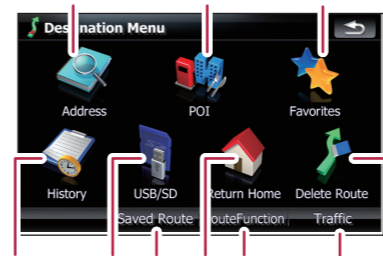 Destination Menu
Address POI Favorites
History USB/SD Return Home Delete Route
Saved Route RouteFunction Traffic